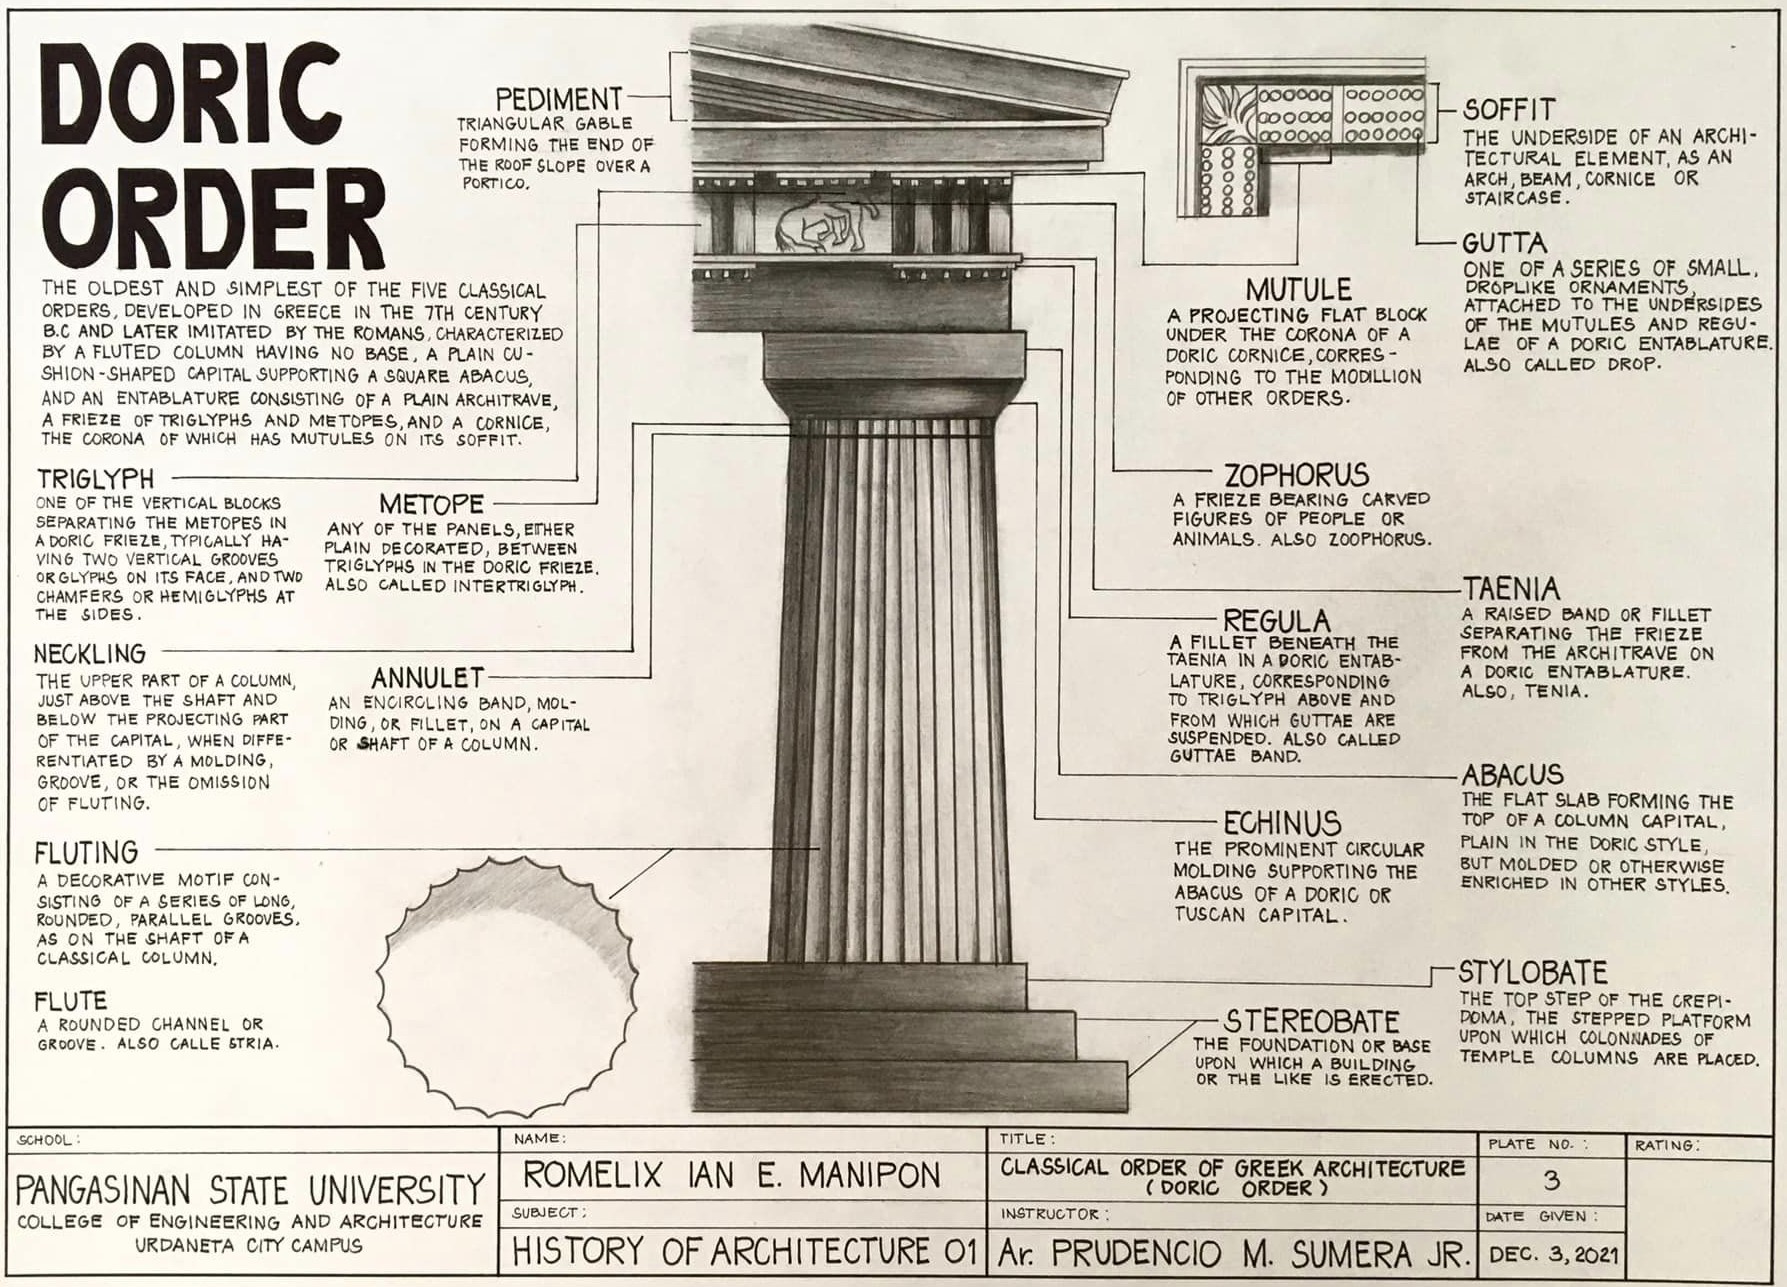 DORIC
ORDER
THE OLDEST AND SIMPLEST OF THE FIVE CLASSICAL
ORDERS, DEVELOPED IN GREECE IN THE 7TH CENTURY
B.C AND LATER IMITATED BY THE ROMANS, CHARACTERIZED
BY A FLUTED COLUMN HAVING NO BASE, A PLAIN CU-
SHION-SHAPED CAPITAL SUPPORTING A SQUARE ABACUS,
AND AN ENTABLATURE CONSISTING OF A PLAIN ARCHITRAVE,
A FRIEZE OF TRIGLYPHS AND METOPES, AND A CORNICE,
THE CORONA OF WHICH HAS MUTULES ON ITS SOFFIT.
PEDIMENT
TRIANGULAR GABLE
FORMING THE END OF
THE ROOF SLOPE OVER A
PORTICO.
TRIGLYPH
ONE OF THE VERTICAL BLOCKS
SEPARATING THE METOPES IN
A DORIC FRIEZE, TYPICALLY HA-
VING TWO VERTICAL GROOVES
OR GLYPHS ON ITS FACE, AND TWO
CHAMFERS OR HEMIGLYPHS AT
THE SIDES.
METOPE
ANY OF THE PANELS, EITHER
PLAIN DECORATED, BETWEEN
TRIGLYPHS IN THE DORIC FRIEZE.
ALSO CALLED INTERTRIGLYPH.
NECKLING
THE UPPER PART OF A COLUMN,
JUST ABOVE THE SHAFT AND
BELOW THE PROJECTING PART
OF THE CAPITAL, WHEN DIFFE-
RENTIATED BY A MOLDING,
GROOVE, OR THE OMISSION
OF FLUTING.
ANNULET
AN ENCIRCLING BAND, MOL-
DING, OR FILLET, ON A CAPITAL
OR SHAFT OF A COLUMN.
FLUTING
A DECORATIVE MOTIF CON-
SISTING OF A SERIES OF LONG,
ROUNDED, PARALLEL GROOVES.
AS ON THE SHAFT OF A
CLASSICAL COLUMN.
FLUTE
A ROUNDED CHANNEL OR
GROOVE. ALSO CALLE STRIA.
SOFFIT
THE UNDERSIDE OF AN ARCHI-
TECTURAL ELEMENT, AS AN
ARCH, BEAM, CORNICE OR
STAIRCASE.
GUTTA
ONE OF A SERIES OF SMALL,
DROPLIKE ORNAMENTS,
ATTACHED TO THE UNDERSIDES
OF THE MUTULES AND REGU-
LAE OF A DORIC ENTABLATURE.
ALSO CALLED DROP.
MUTULE
A PROJECTING FLAT BLOCK
UNDER THE CORONA OF A
DORIC CORNICE, CORRES-
PONDING TO THE MODILLION
OF OTHER ORDERS.
ZOPHORUS
A FRIEZE BEARING CARVED
FIGURES OF PEOPLE OR
ANIMALS. ALSO ZOOPHORUS.
TAENIA
A RAISED BAND OR FILLET
SEPARATING THE FRIEZE
FROM THE ARCHITRAVE ON
A DORIC ENTABLATURE.
ALSO, TENIA.
REGULA
A FILLET BENEATH THE
TAENIA IN A DORIC ENTAB-
LATURE, CORRESPONDING
TO TRIGLYPH ABOVE AND
FROM WHICH GUTTAE ARE
SUSPENDED. ALSO CALLED
GUTTAE BAND.
ABACUS
THE FLAT SLAB FORMING THE
TOP OF A COLUMN CAPITAL,
PLAIN IN THE DORIC STYLE,
BUT MOLDED OR OTHERWISE
ENRICHED IN OTHER STYLES.
ECHINUS
THE PROMINENT CIRCULAR
MOLDING SUPPORTING THE
ABACUS OF A DORIC OR
TUSCAN CAPITAL.
STYLOBATE
THE TOP STEP OF THE CREPI-
DOMA, THE STEPPED PLATFORM
UPON WHICH COLONNADES OF
TEMPLE COLUMNS ARE PLACED.
STEREOBATE
THE FOUNDATION OR BASE
UPON WHICH A BUILDING
OR THE LIKE IS ERECTED.
SCHOOL:
PANGASINAN STATE UNIVERSITY
COLLEGE OF ENGINEERING AND ARCHITECTURE
URDANETA CITY CAMPUS
NAME:
ROMELIX IAN E. MANIPON
SUBJECT:
HISTORY OF ARCHITECTURE 01
TITLE:
CLASSICAL ORDER OF GREEK ARCHITECTURE
(DORIC ORDER)
INSTRUCTOR:
Ar. PRUDENCIO M. SUMERA JR.
PLATE NO.:
3
DATE GIVEN:
DEC. 3, 2021
RATING: